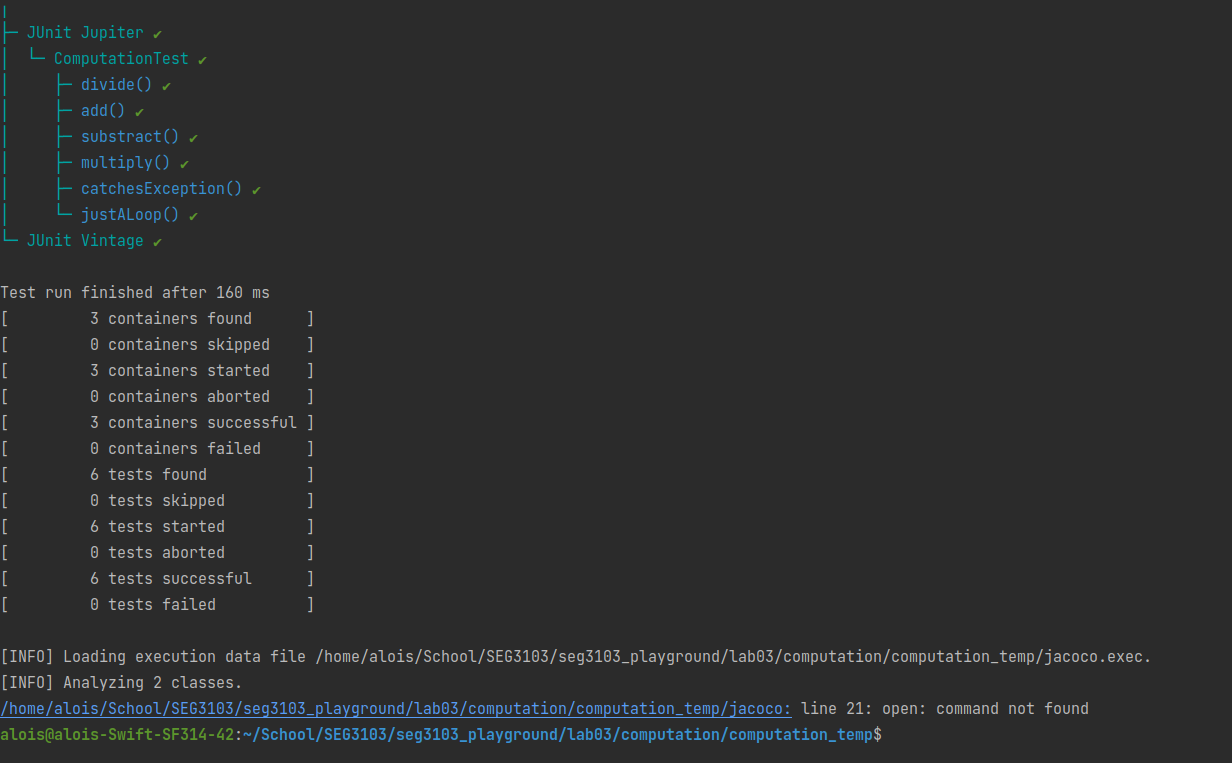 ├─ JUnit Jupiter ✔
│  └─ ComputationTest ✔
│     ├─ divide() ✔
│     ├─ add() ✔
│     ├─ substract() ✔
│     ├─ multiply() ✔
│     ├─ catchesException() ✔
│     └─ justALoop() ✔
└─ JUnit Vintage ✔
Test run finished after 160 ms
[         3 containers found      ]
[         0 containers skipped    ]
[         3 containers started    ]
[         0 containers aborted    ]
[         3 containers successful ]
[         0 containers failed     ]
[         6 tests found           ]
[         0 tests skipped         ]
[         6 tests started         ]
[         0 tests aborted         ]
[         6 tests successful      ]
[         0 tests failed          ]
[INFO] Loading execution data file /home/alois/School/SEG3103/seg3103_playground/lab03/computation/computation_temp/jacoco.exec.
[INFO] Analyzing 2 classes.
/home/alois/School/SEG3103/seg3103_playground/lab03/computation/computation_temp/jacoco: line 21: open: command not found
alois@alois-Swift-SF314-42:~/School/SEG3103/seg3103_playground/lab03/computation/computation_temp$